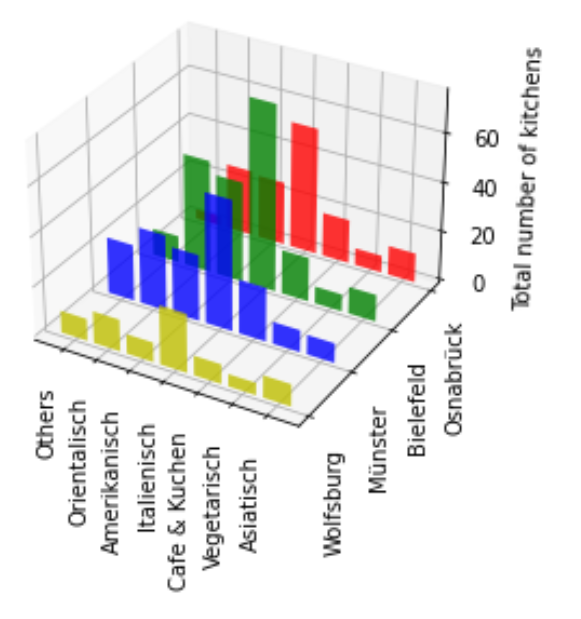 Total number of kitchens
60
40
20
0
Others
Orientalisch
Amerikanisch
Italienisch
Cafe & Kuchen
Vegetarisch
Asiatisch
Wolfsburg
Münster
Bielefeld
Osnabrück